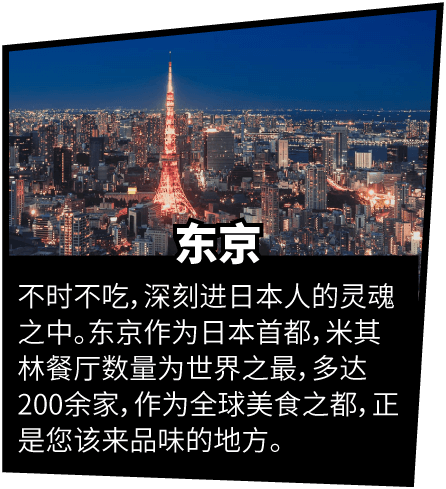 东京
不时不吃，深刻进日本人的灵魂
之中。东京作为日本首都，米其
林餐厅数量为世界之最，多达
200余家，作为全球美食之都，正
是您该来品味的地方。